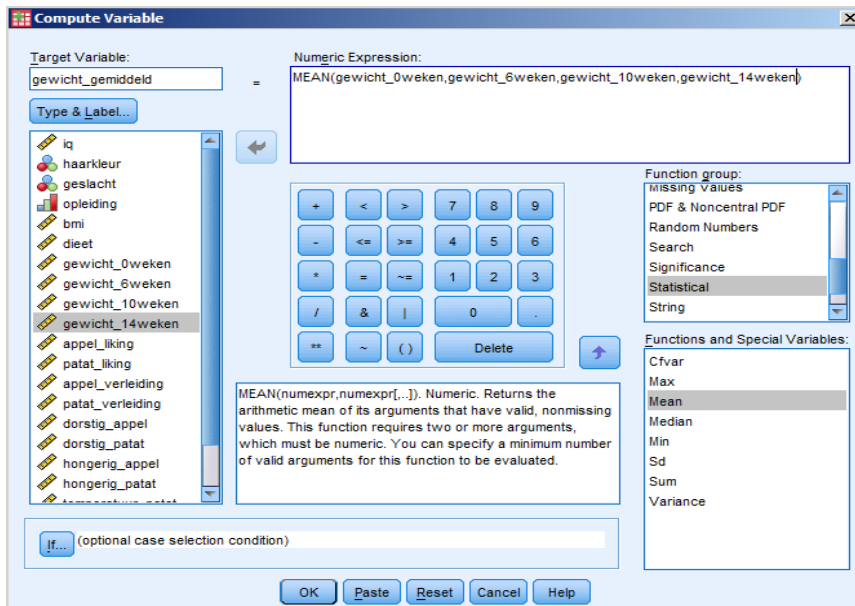 Compute Variable
Target Variable:
gewicht_gemiddeld
=
Type & Label...
Numeric Expression:
MEAN(gewicht_0weken,gewicht_6weken,gewicht_10weken,gewicht_14weken)
iq
haarkleur
geslacht
opleiding
bmi
dieet
gewicht_0weken
gewicht_6weken
gewicht_10weken
gewicht_14weken
appel_liking
patat_liking
appel_verleiding
patat_verleiding
dorstig_appel
dorstig_patat
hongerig_appel
hongerig_patat
+ < > 7 8 9
- <= >= 4 5 6
* = ~= 1 2 3
/ & | 0 .
** ~ ( ) Delete
Function group:
Missing Values
PDF & Noncentral PDF
Random Numbers
Search
Significance
Statistical
String
Functions and Special Variables:
Cfvar
Max
Mean
Median
Min
Sd
Sum
Variance
MEAN(numexpr,numexpr[,..]). Numeric. Returns the
arithmetic mean of its arguments that have valid, nonmissing
values. This function requires two or more arguments,
which must be numeric. You can specify a minimum number
of valid arguments for this function to be evaluated.
If... (optional case selection condition)
OK Paste Reset Cancel Help